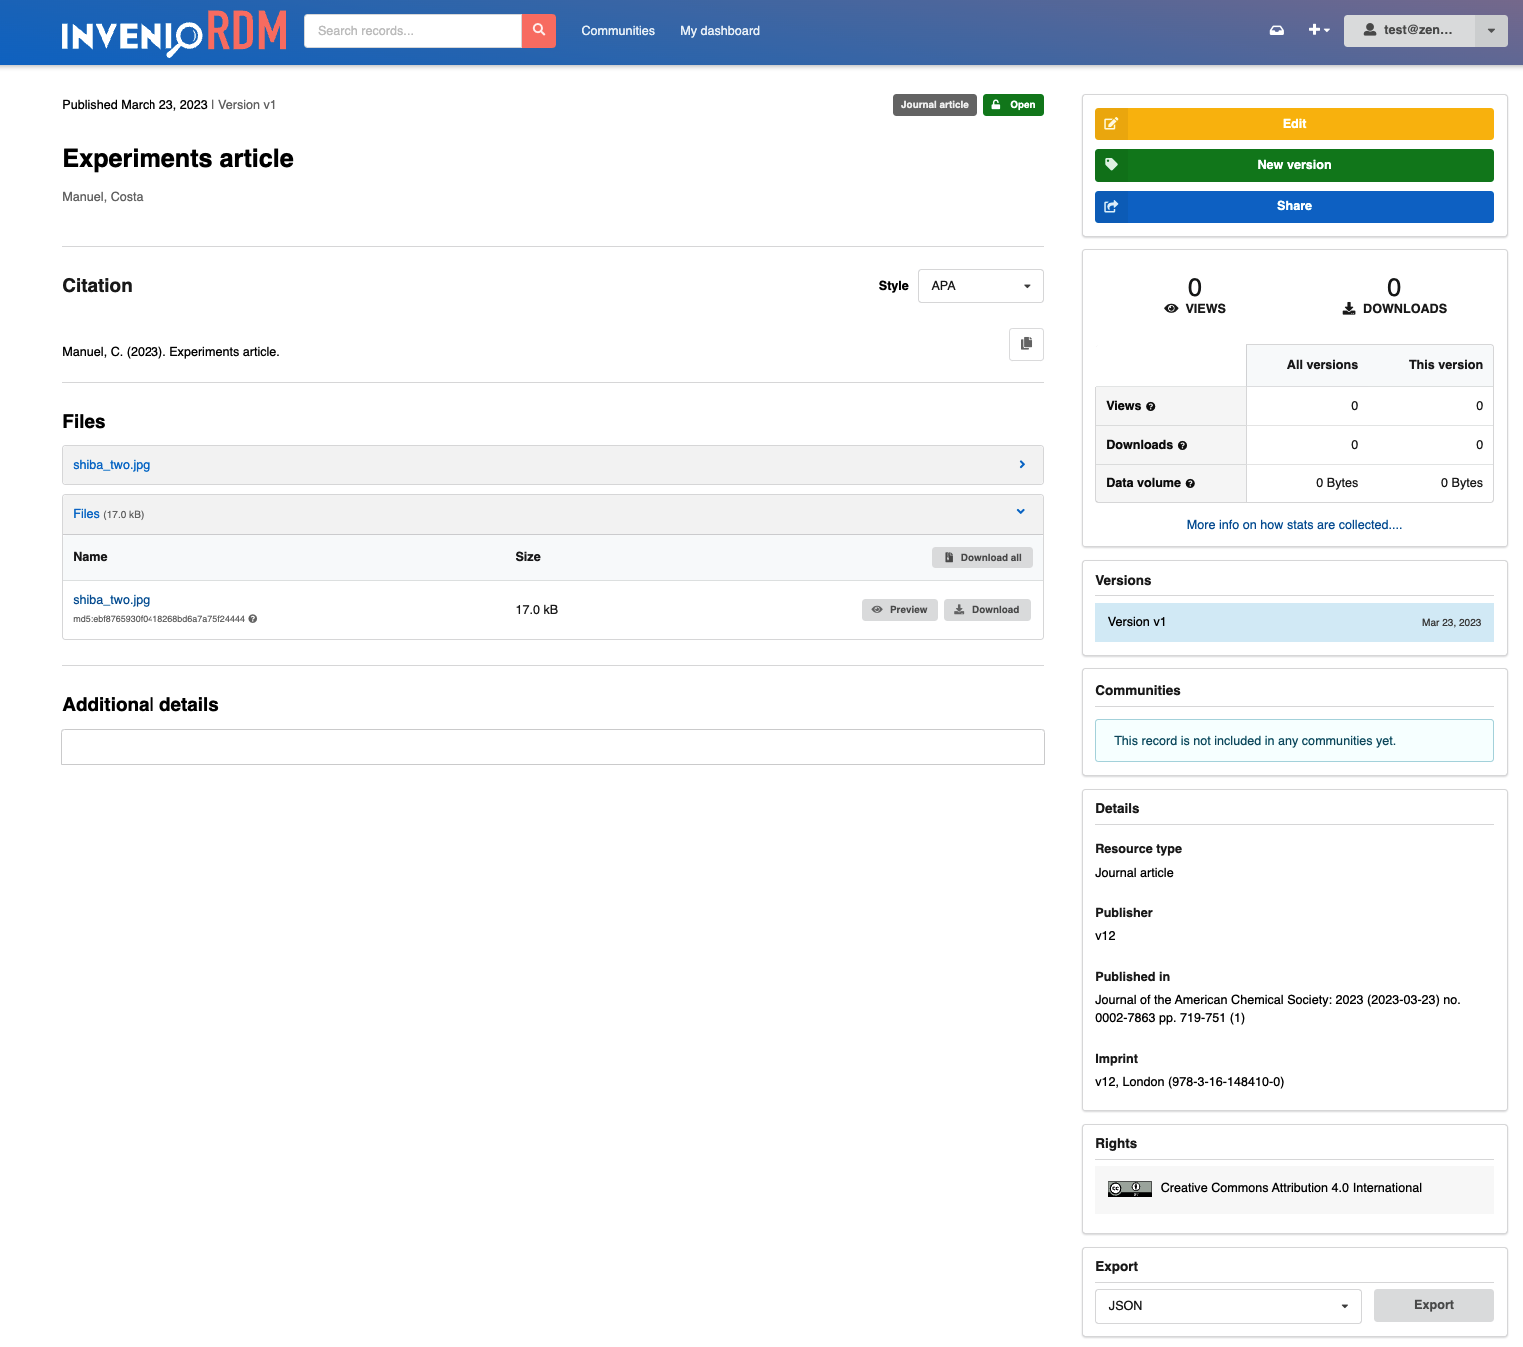 INVENIORDM
Search records...
Communities
My dashboard
test@zen...
Published March 23, 2023 | Version v1
Journal article
Open
Experiments article
Manuel, Costa
Citation
Style
APA
Manuel, C. (2023). Experiments article.
Files
shiba_two.jpg
Files (17.0 kB)
Name
Size
Download all
shiba_two.jpg
md5:ebf8765930f0418268bd6a7a75f24444
17.0 kB
Preview
Download
Additional details
Edit
New version
Share
0
VIEWS
0
DOWNLOADS
All versions
This version
Views
0
0
Downloads
0
0
Data volume
0 Bytes
0 Bytes
More info on how stats are collected....
Versions
Version v1
Mar 23, 2023
Communities
This record is not included in any communities yet.
Details
Resource type
Journal article
Publisher
v12
Published in
Journal of the American Chemical Society: 2023 (2023-03-23) no.
0002-7863 pp. 719-751 (1)
Imprint
v12, London (978-3-16-148410-0)
Rights
Creative Commons Attribution 4.0 International
Export
JSON
Export